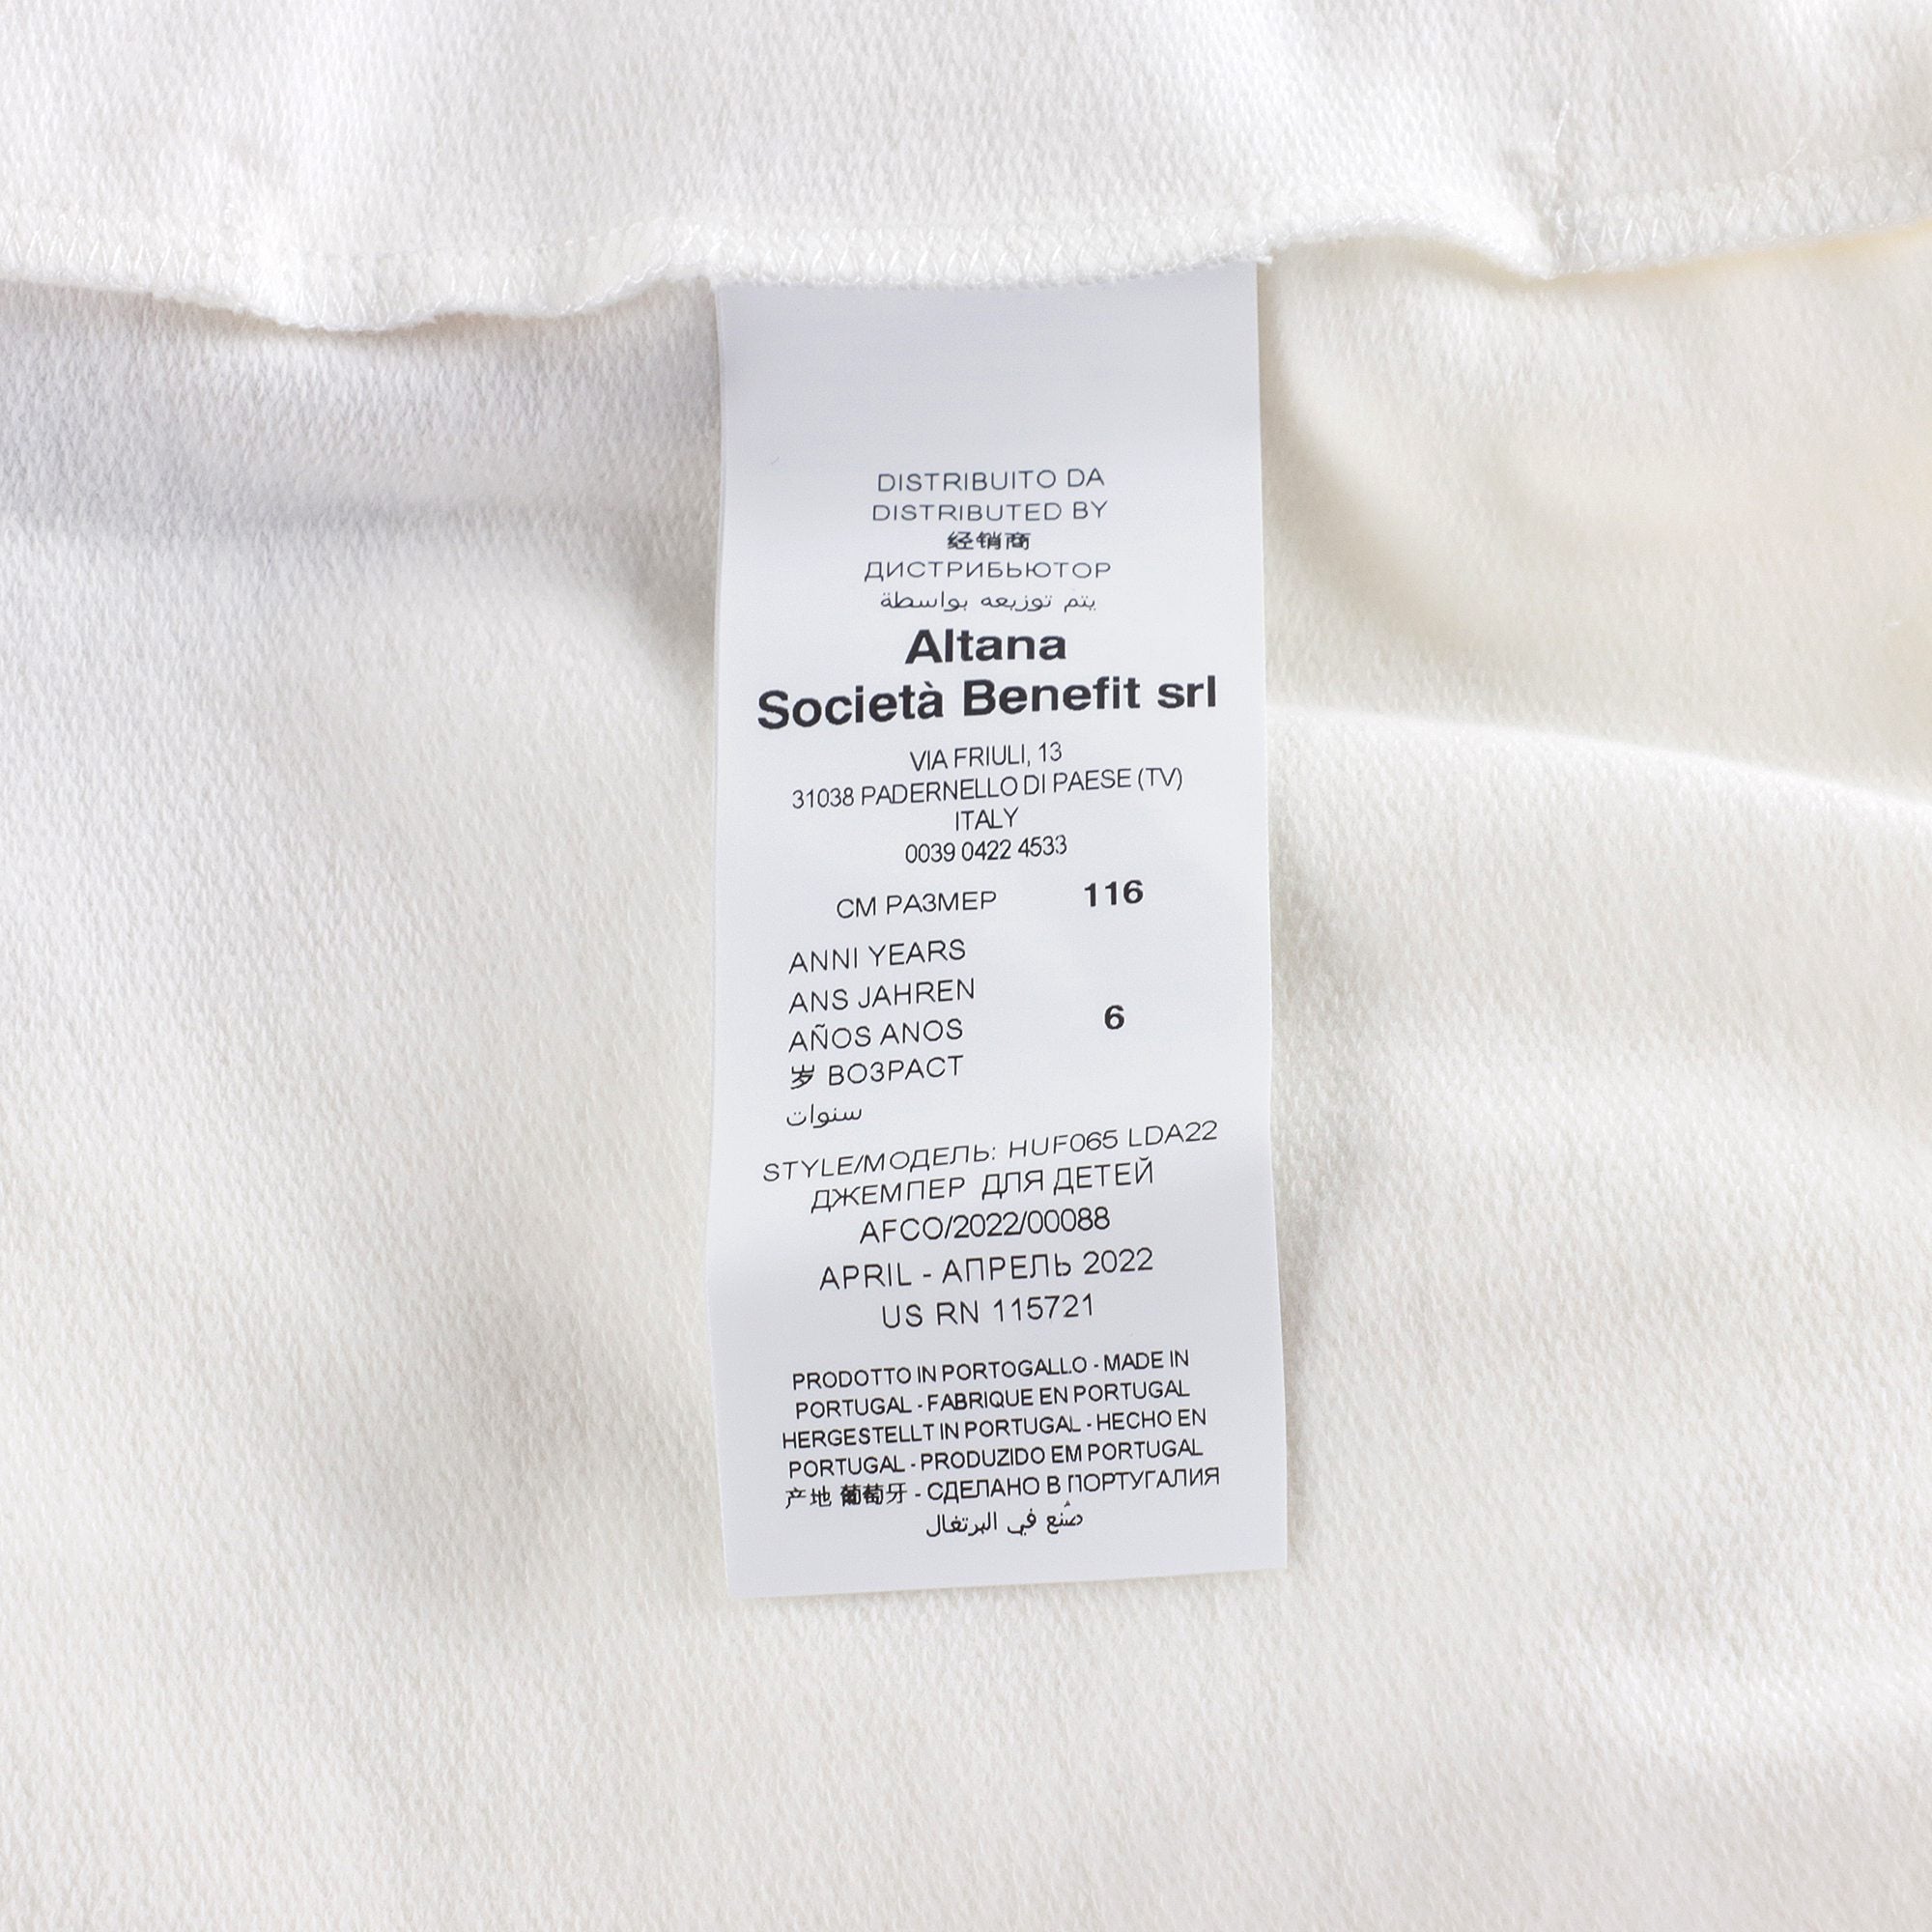 DISTRIBUITO DA
DISTRIBUTED BY
经销商
ДИСТРИБЬЮТОР
يتم توزيعه بواسطة
Altana
Società Benefit srl
VIA FRIULI, 13
31038 PADERNELLO DI PAESE (TV)
ITALY
0039 0422 4533
СМ РАЗМЕР 116
ANNI YEARS
ANS JAHREN
AÑOS ANOS 6
岁 ВОЗРАСТ
سنوات
STYLE/МОДЕЛЬ: HUF065 LDA22
ДЖЕМПЕР ДЛЯ ДЕТЕЙ
AFCO/2022/00088
APRIL - АПРЕЛЬ 2022
US RN 115721
PRODOTTO IN PORTOGALLO - MADE IN
PORTUGAL - FABRIQUE EN PORTUGAL
HERGESTELLT IN PORTUGAL - HECHO EN
PORTUGAL - PRODUZIDO EM PORTUGAL
产地 葡萄牙 - СДЕЛАНО В ПОРТУГАЛИЯ
صُنع في البرتغال